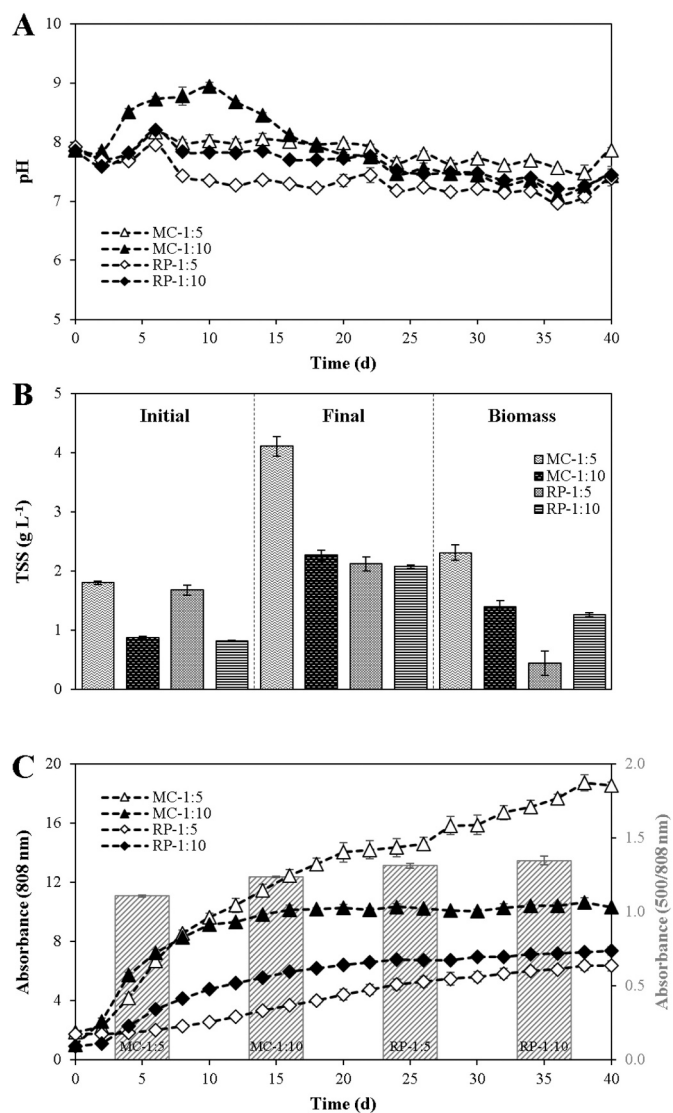 A
10
9
8
7
6
5
pH
MC-1:5
MC-1:10
RP-1:5
RP-1:10
0 5 10 15 20 25 30 35 40
Time (d)
B
5
4
3
2
1
0
TSS (g L⁻¹)
Initial Final Biomass
MC-1:5
MC-1:10
RP-1:5
RP-1:10
C
20
16
12
8
4
0
Absorbance (808 nm)
MC-1:5
MC-1:10
RP-1:5
RP-1:10
2.0
1.5
1.0
0.5
0.0
Absorbance (500/808 nm)
MC-1:5 MC-1:10 RP-1:5 RP-1:10
0 5 10 15 20 25 30 35 40
Time (d)